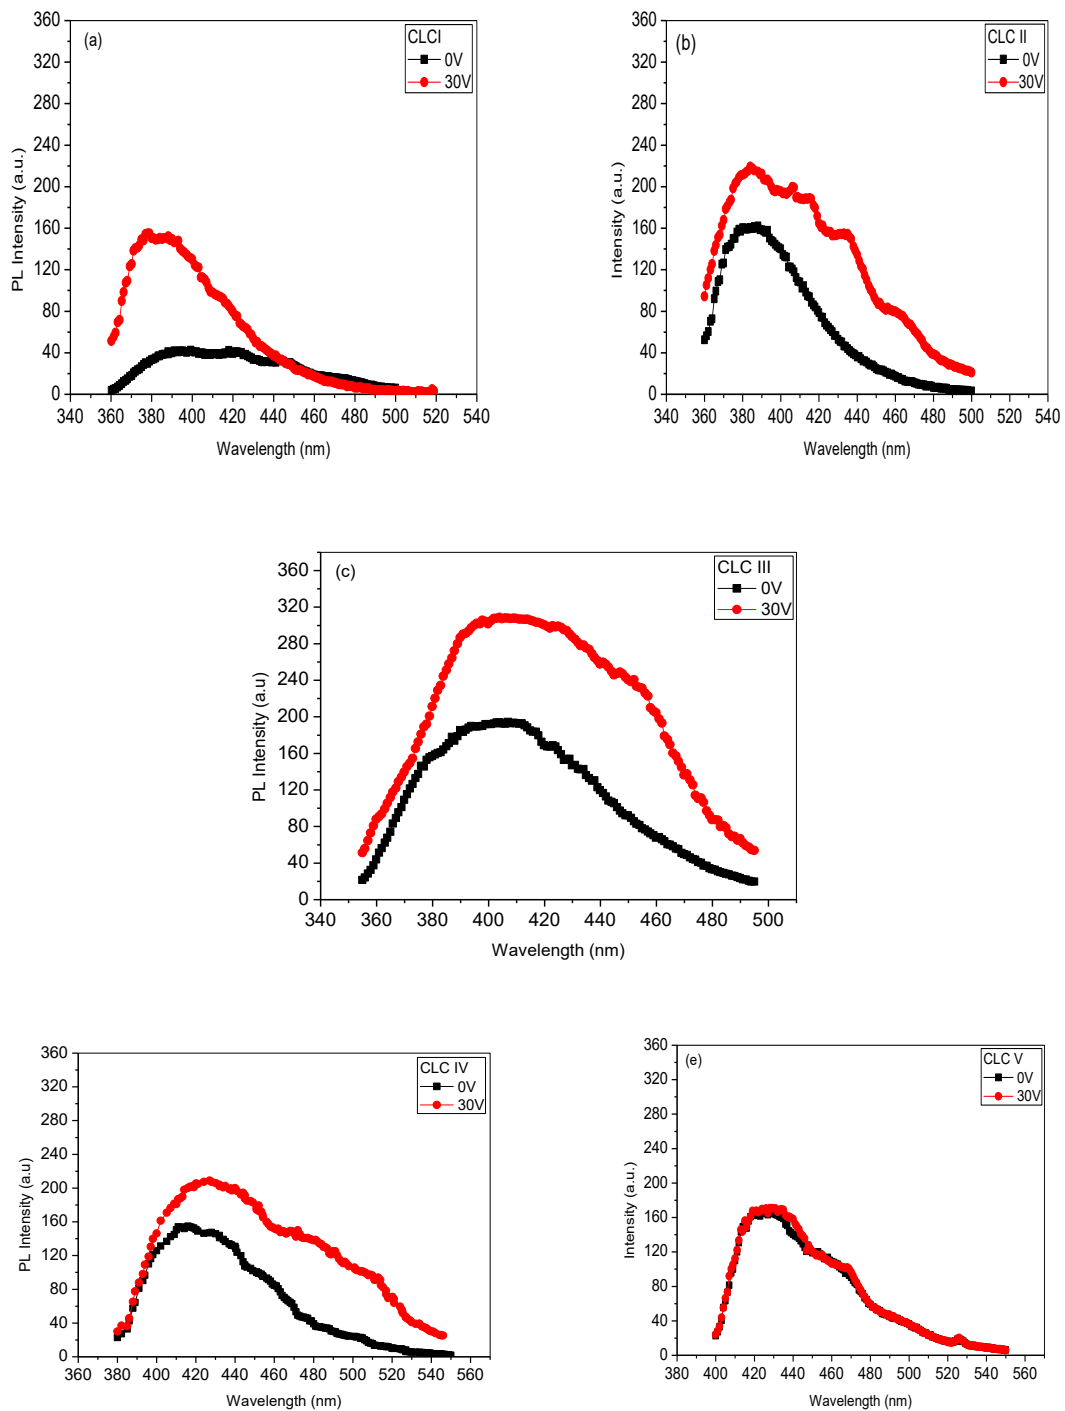 (a)
CLCI
0V
30V
360
320
280
240
200
160
120
80
40
0
PL Intensity (a.u.)
340 360 380 400 420 440 460 480 500 520 540
Wavelength (nm)
(b)
CLC II
0V
30V
360
320
280
240
200
160
120
80
40
0
Intensity (a.u.)
340 360 380 400 420 440 460 480 500 520 540
Wavelength (nm)
(c)
CLC III
0V
30V
360
320
280
240
200
160
120
80
40
0
PL Intensity (a.u)
340 360 380 400 420 440 460 480 500
Wavelength (nm)
CLC IV
0V
30V
360
320
280
240
200
160
120
80
40
0
PL Intensity (a.u)
380 400 420 440 460 480 500 520 540 560
Wavelength (nm)
(e)
CLC V
0V
30V
360
320
280
240
200
160
120
80
40
0
Intensity (a.u.)
380 400 420 440 460 480 500 520 540 560
Wavelength (nm)